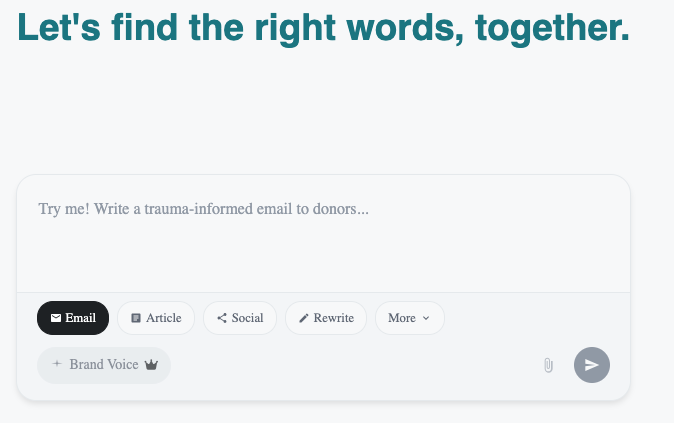 Let's find the right words, together.
Try me! Write a trauma-informed email to donors...
Email Article Social Rewrite More
Brand Voice